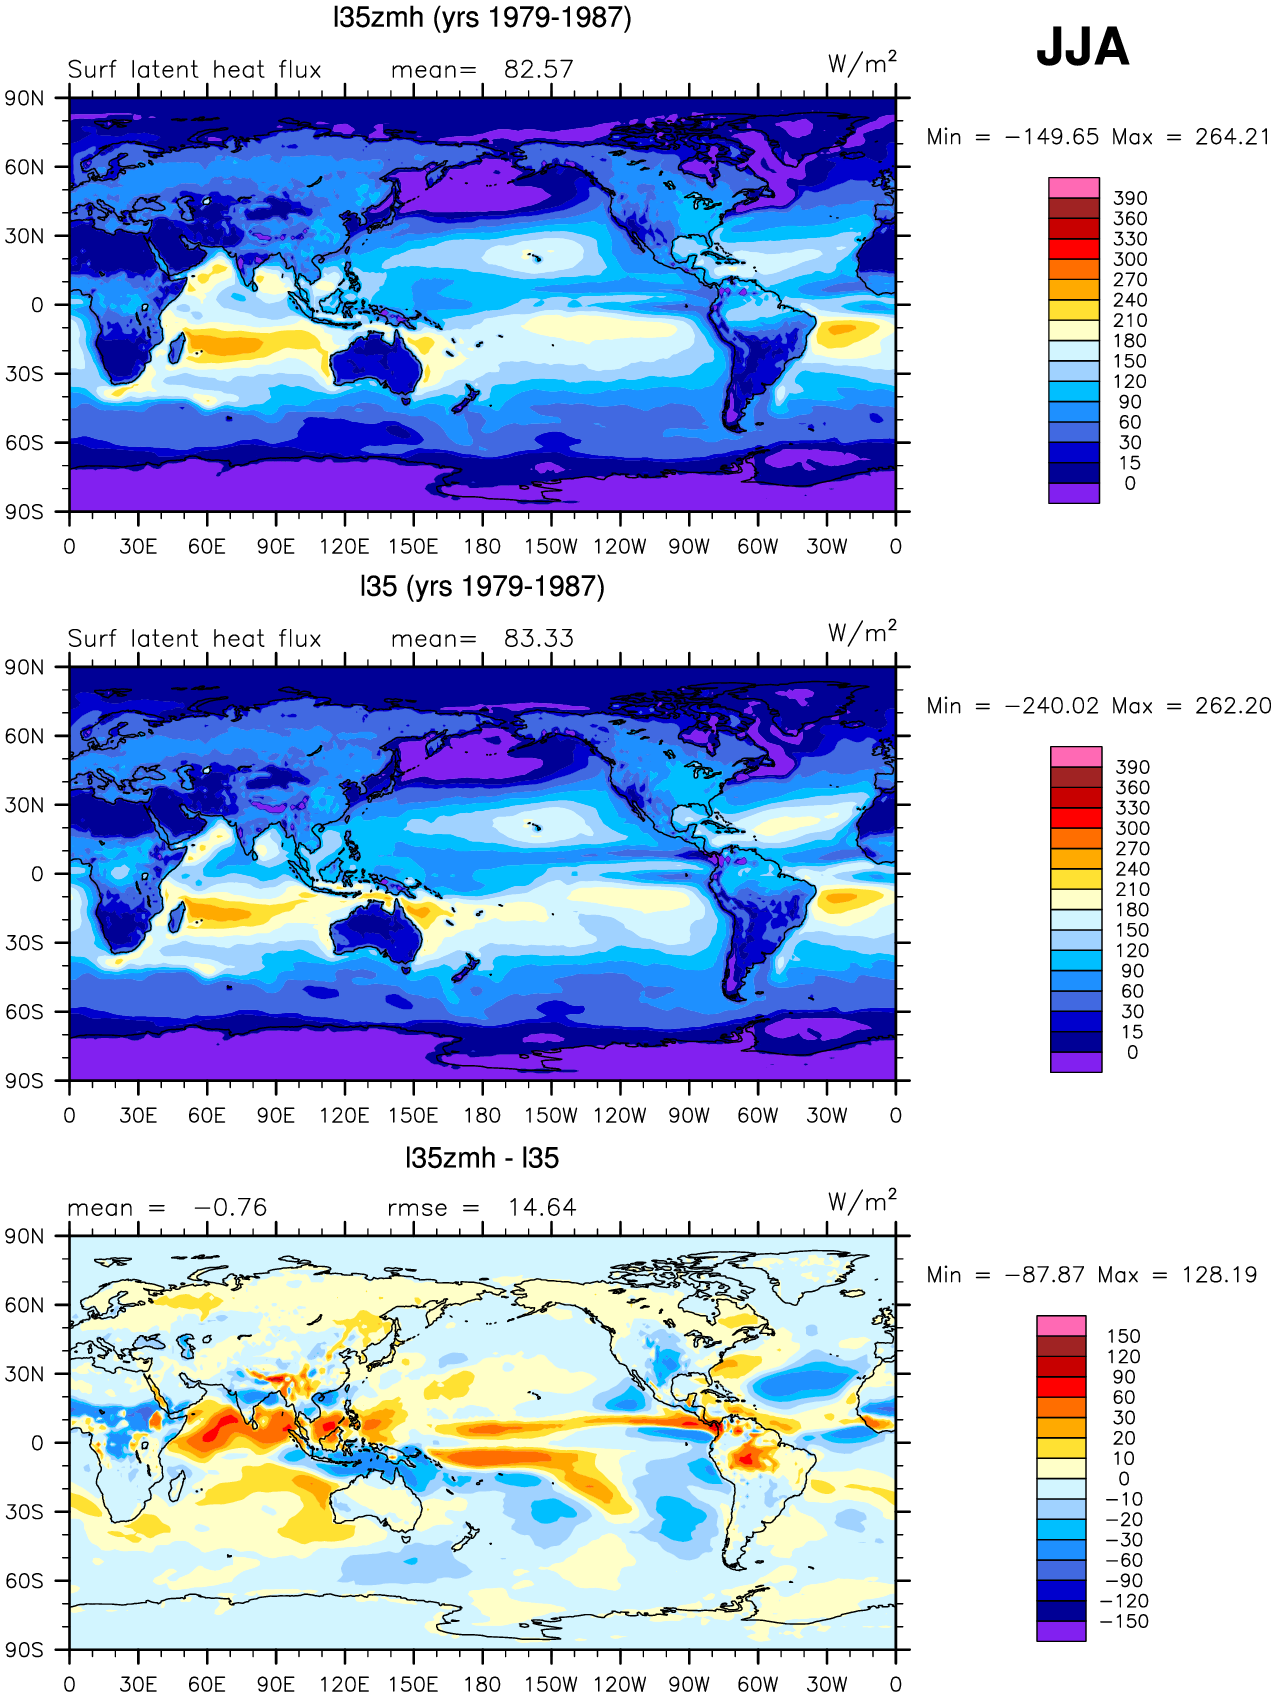 l35zmh (yrs 1979-1987)
JJA
Surf latent heat flux mean= 82.57 W/m²
Min = −149.65 Max = 264.21
90N
60N
30N
0
30S
60S
90S
0 30E 60E 90E 120E 150E 180 150W 120W 90W 60W 30W 0
390
360
330
300
270
240
210
180
150
120
90
60
30
15
0
l35 (yrs 1979-1987)
Surf latent heat flux mean= 83.33 W/m²
Min = −240.02 Max = 262.20
90N
60N
30N
0
30S
60S
90S
0 30E 60E 90E 120E 150E 180 150W 120W 90W 60W 30W 0
390
360
330
300
270
240
210
180
150
120
90
60
30
15
0
l35zmh - l35
mean = −0.76 rmse = 14.64 W/m²
Min = −87.87 Max = 128.19
90N
60N
30N
0
30S
60S
90S
0 30E 60E 90E 120E 150E 180 150W 120W 90W 60W 30W 0
150
120
90
60
30
20
10
0
−10
−20
−30
−60
−90
−120
−150